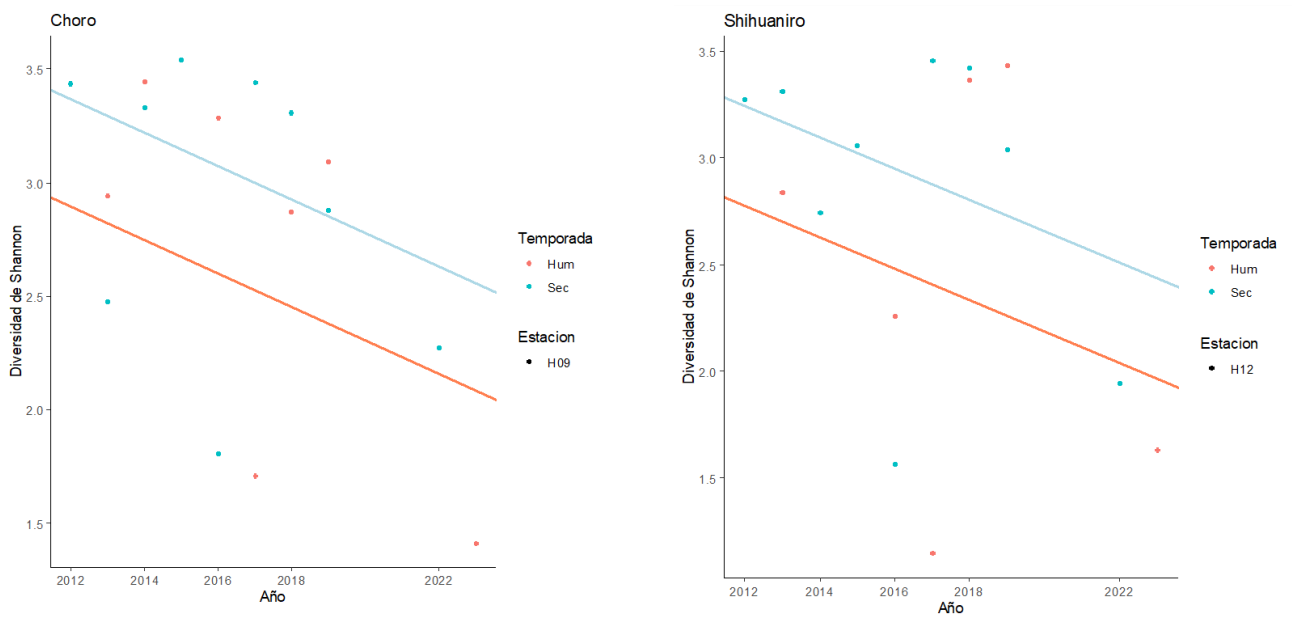 Choro
Diversidad de Shannon
3.5
3.0
2.5
2.0
1.5
2012 2014 2016 2018 2022
Año
Temporada
Hum
Sec
Estacion
H09
Shihuaniro
Diversidad de Shannon
3.5
3.0
2.5
2.0
1.5
2012 2014 2016 2018 2022
Año
Temporada
Hum
Sec
Estacion
H12